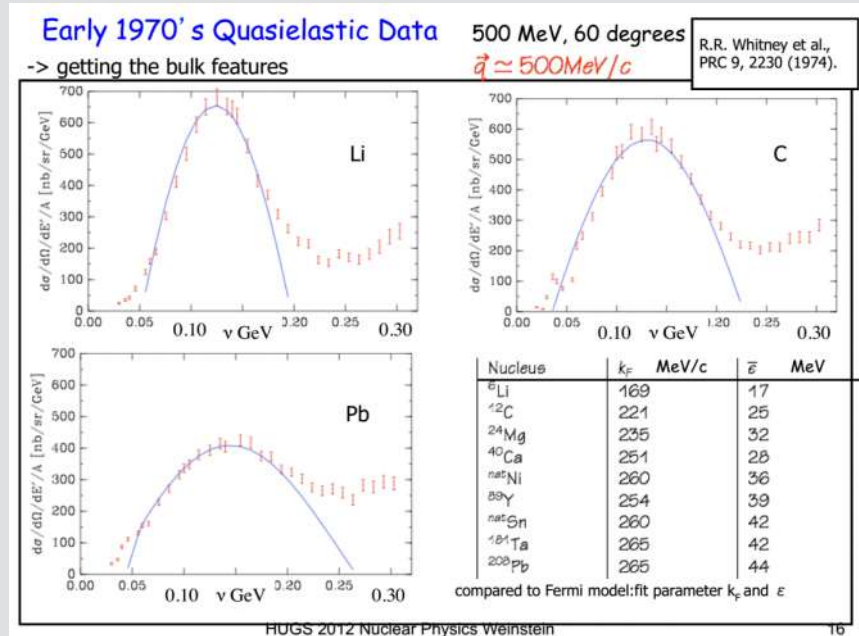 Early 1970's Quasielastic Data
500 MeV, 60 degrees
-> getting the bulk features
q⃗ ≃ 500MeV/c
R.R. Whitney et al.,
PRC 9, 2230 (1974).
dσ/dΩ/dE'/A [nb/sr/GeV]
700
600
500
400
300
200
100
0
0.00 0.05 0.10 ν GeV 0.20 0.25 0.30
Li
dσ/dΩ/dE'/A [nb/sr/GeV]
700
600
500
400
300
200
100
0
0.00 0.05 0.10 ν GeV 0.20 0.25 0.30
C
dσ/dΩ/dE'/A [nb/sr/GeV]
700
600
500
400
300
200
100
0
0.00 0.05 0.10 ν GeV 0.20 0.25 0.30
Pb
Nucleus k_F MeV/c ε̄ MeV
⁶Li 169 17
¹²C 221 25
²⁴Mg 235 32
⁴⁰Ca 251 28
ⁿᵃᵗNi 260 36
⁸⁹Y 254 39
ⁿᵃᵗSn 260 42
¹⁸¹Ta 265 42
²⁰⁸Pb 265 44
compared to Fermi model:fit parameter k_F and ε
HUGS 2012 Nuclear Physics Weinstein 16